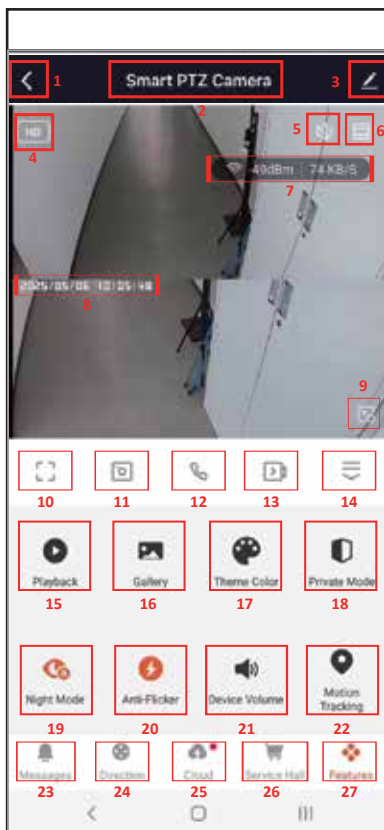 1 Smart PTZ Camera 3
2
HD 5 6
4
-49dBm 74 KB/S
7
2025/05/06 10:05:48
8
9
10 11 12 13 14
Playback Gallery Theme Color Private Mode
15 16 17 18
Night Mode Anti-Flicker Device Volume Motion
Tracking
19 20 21 22
Messages Direction Cloud Service Hall Features
23 24 25 26 27